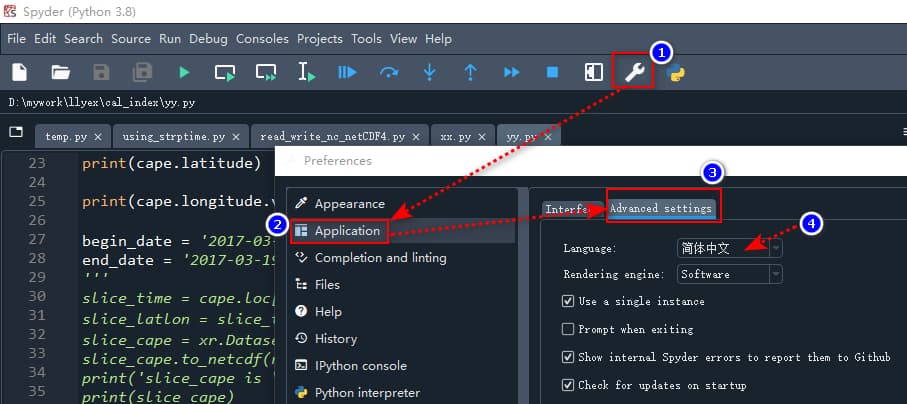 Spyder (Python 3.8)
File Edit Search Source Run Debug Consoles Projects Tools View Help
1
D:\mywork\llyex\cal_index\yy.py
temp.py using_strptime.py read_write_nc_netCDF4.py xx.py yy.py
23 print(cape.latitude)
24
25 print(cape.longitude.
26
27 begin_date = '2017-03-
28 end_date = '2017-03-19
29 '''
30 slice_time = cape.loc[
31 slice_latlon = slice_
32 slice_cape = xr.Datase
33 slice_cape.to_netcdf(
34 print('slice_cape is '
35 print(slice_cape)
Preferences
Appearance
2 Application
Completion and linting
Files
Help
History
IPython console
Python interpreter
3
Interfa Advanced settings
4
Language: 简体中文
Rendering engine: Software
Use a single instance
Prompt when exiting
Show internal Spyder errors to report them to Github
Check for updates on startup